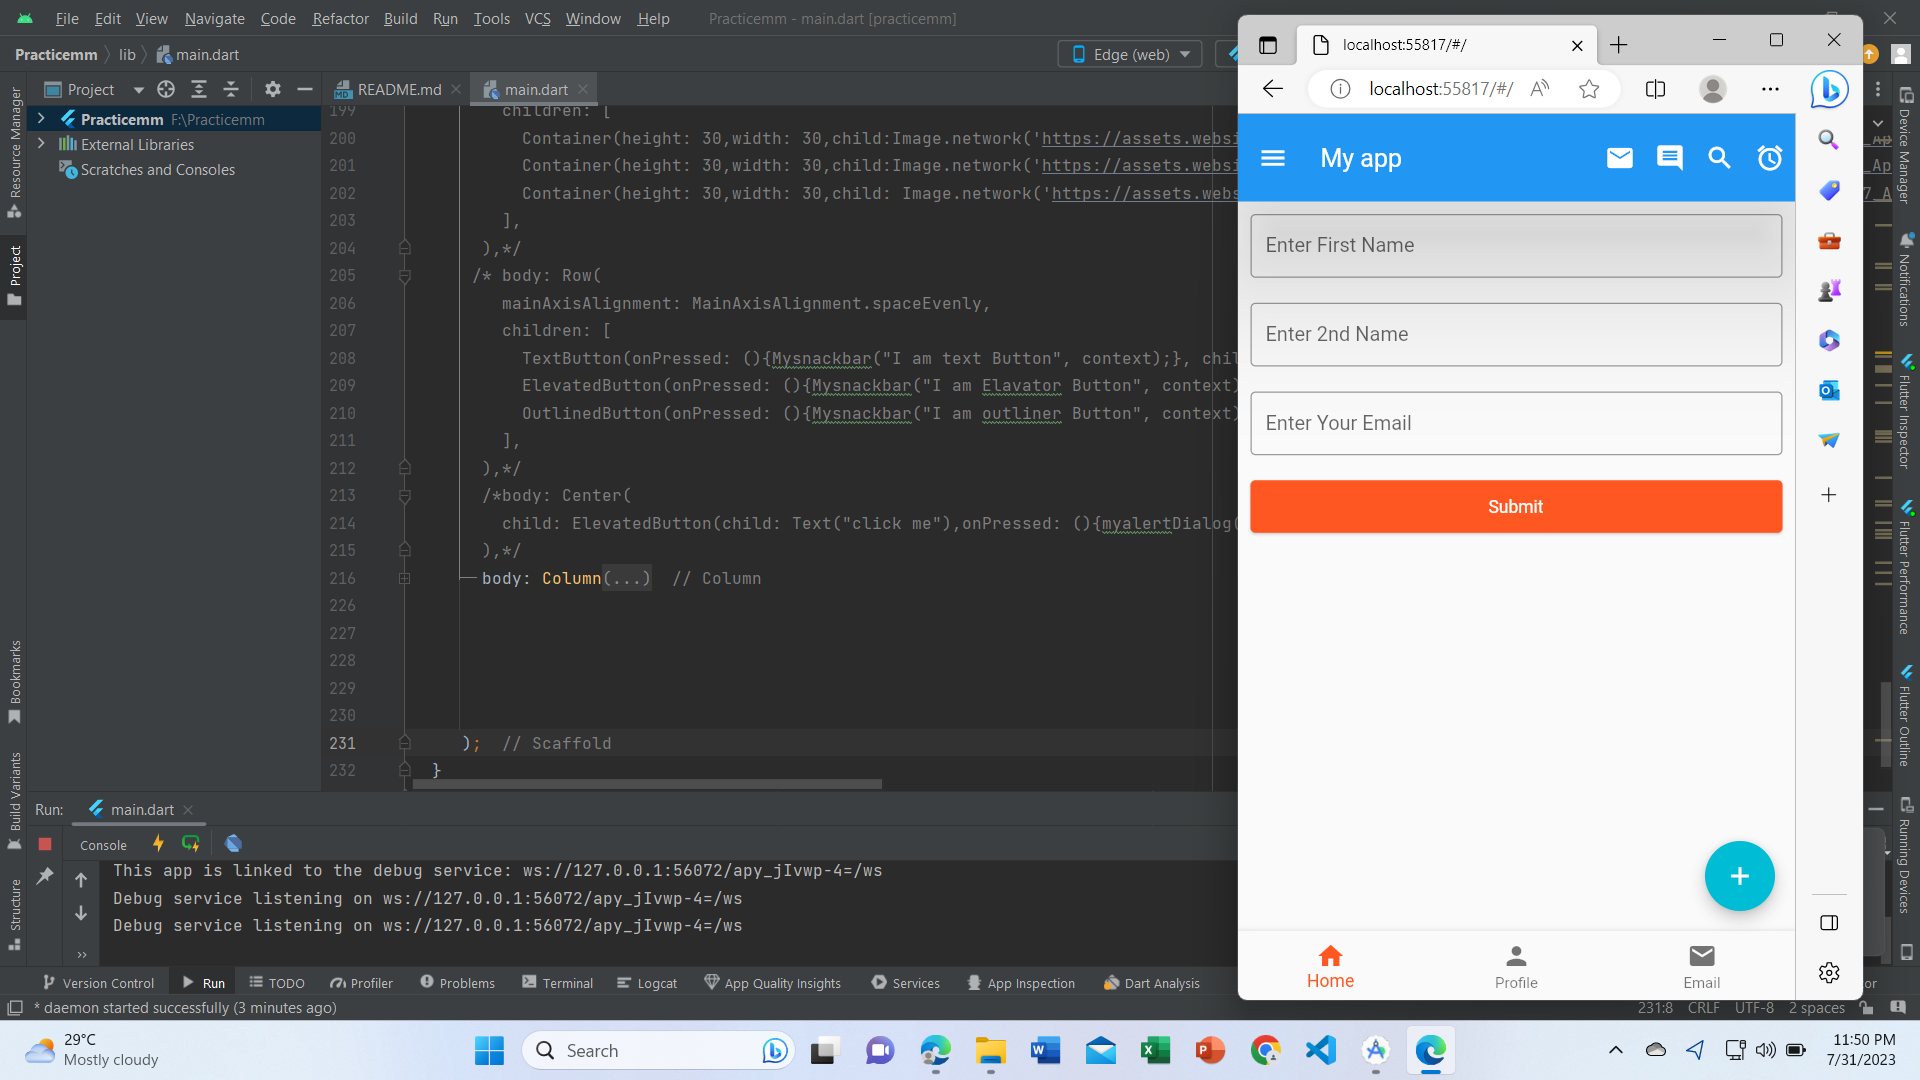 File Edit View Navigate Code Refactor Build Run Tools VCS Window Help Practicemm - main.dart [practicemm]
Practicemm lib main.dart
Edge (web)
Project
README.md
main.dart
Practicemm F:\Practicemm
External Libraries
Scratches and Consoles
Resource Manager
Project
Bookmarks
Build Variants
Structure
199 children: [
200 Container(height: 30,width: 30,child:Image.network('https://assets.websi
201 Container(height: 30,width: 30,child:Image.network('https://assets.websi
202 Container(height: 30,width: 30,child: Image.network('https://assets.webs
203 ],
204 ),*/
205 /* body: Row(
206 mainAxisAlignment: MainAxisAlignment.spaceEvenly,
207 children: [
208 TextButton(onPressed: (){Mysnackbar("I am text Button", context);}, chil
209 ElevatedButton(onPressed: (){Mysnackbar("I am Elavator Button", context)
210 OutlinedButton(onPressed: (){Mysnackbar("I am outliner Button", context)
211 ],
212 ),*/
213 /*body: Center(
214 child: ElevatedButton(child: Text("click me"),onPressed: (){myalertDialog(
215 ),*/
216 body: Column(...) // Column
226
227
228
229
230
231 ); // Scaffold
232 }
Run: main.dart
Console
This app is linked to the debug service: ws://127.0.0.1:56072/apy_jIvwp-4=/ws
Debug service listening on ws://127.0.0.1:56072/apy_jIvwp-4=/ws
Debug service listening on ws://127.0.0.1:56072/apy_jIvwp-4=/ws
Version Control Run TODO Profiler Problems Terminal Logcat App Quality Insights Services App Inspection Dart Analysis
* daemon started successfully (3 minutes ago)
231:8 CRLF UTF-8 2 spaces
localhost:55817/#/
localhost:55817/#/
My app
Enter First Name
Enter 2nd Name
Enter Your Email
Submit
Home
Profile
Email
Device Manager
Notifications
Flutter Inspector
Flutter Performance
Flutter Outline
Running Devices
29°C
Mostly cloudy
Search
11:50 PM
7/31/2023